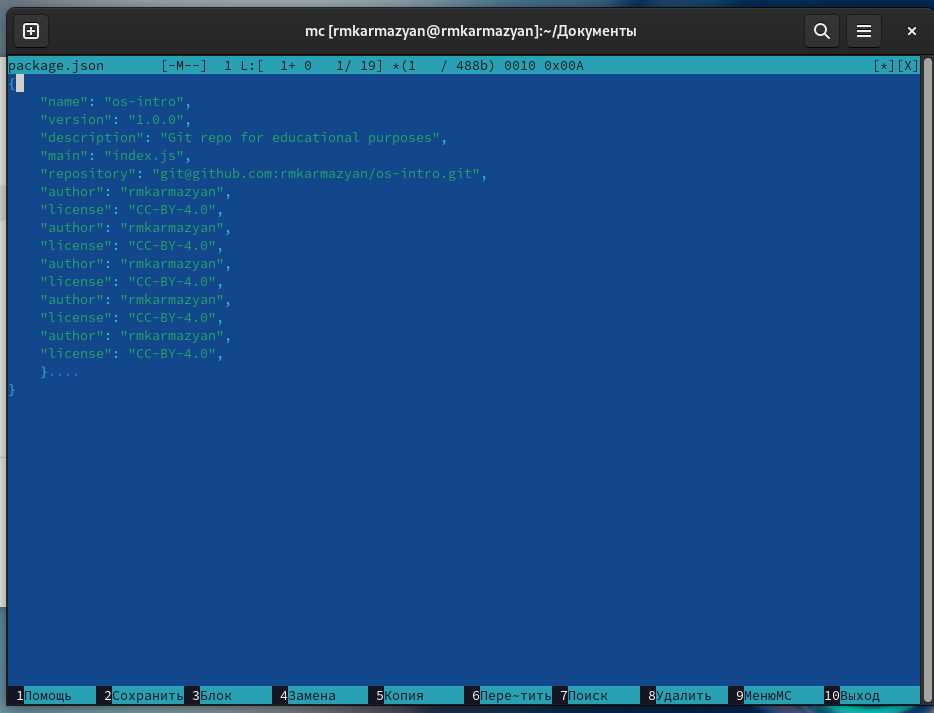 mc [rmkarmazyan@rmkarmazyan]:~/Документы
package.json [-M--] 1 L:[ 1+ 0 1/ 19] *(1 / 488b) 0010 0x00A [*][X]
{
"name": "os-intro",
"version": "1.0.0",
"description": "Git repo for educational purposes",
"main": "index.js",
"repository": "git@github.com:rmkarmazyan/os-intro.git",
"author": "rmkarmazyan",
"license": "CC-BY-4.0",
"author": "rmkarmazyan",
"license": "CC-BY-4.0",
"author": "rmkarmazyan",
"license": "CC-BY-4.0",
"author": "rmkarmazyan",
"license": "CC-BY-4.0",
"author": "rmkarmazyan",
"license": "CC-BY-4.0",
}....
}
1Помощь 2Сохранить 3Блок 4Замена 5Копия 6Пере~тить 7Поиск 8Удалить 9МенюMC 10Выход